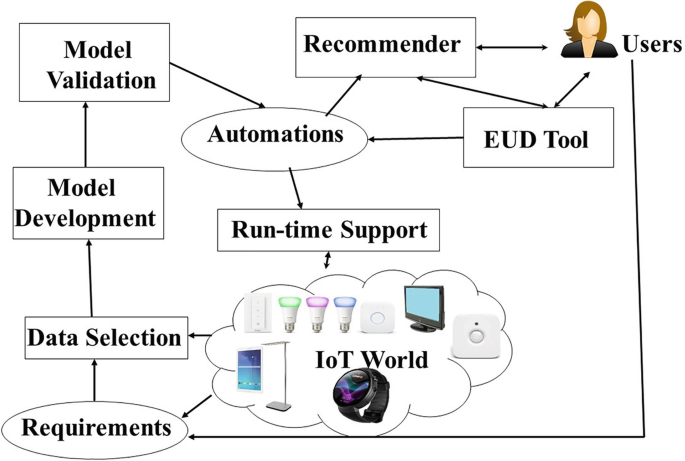 Model
Validation
Recommender
Users
Automations
EUD Tool
Model
Development
Run-time Support
Data Selection
IoT World
Requirements